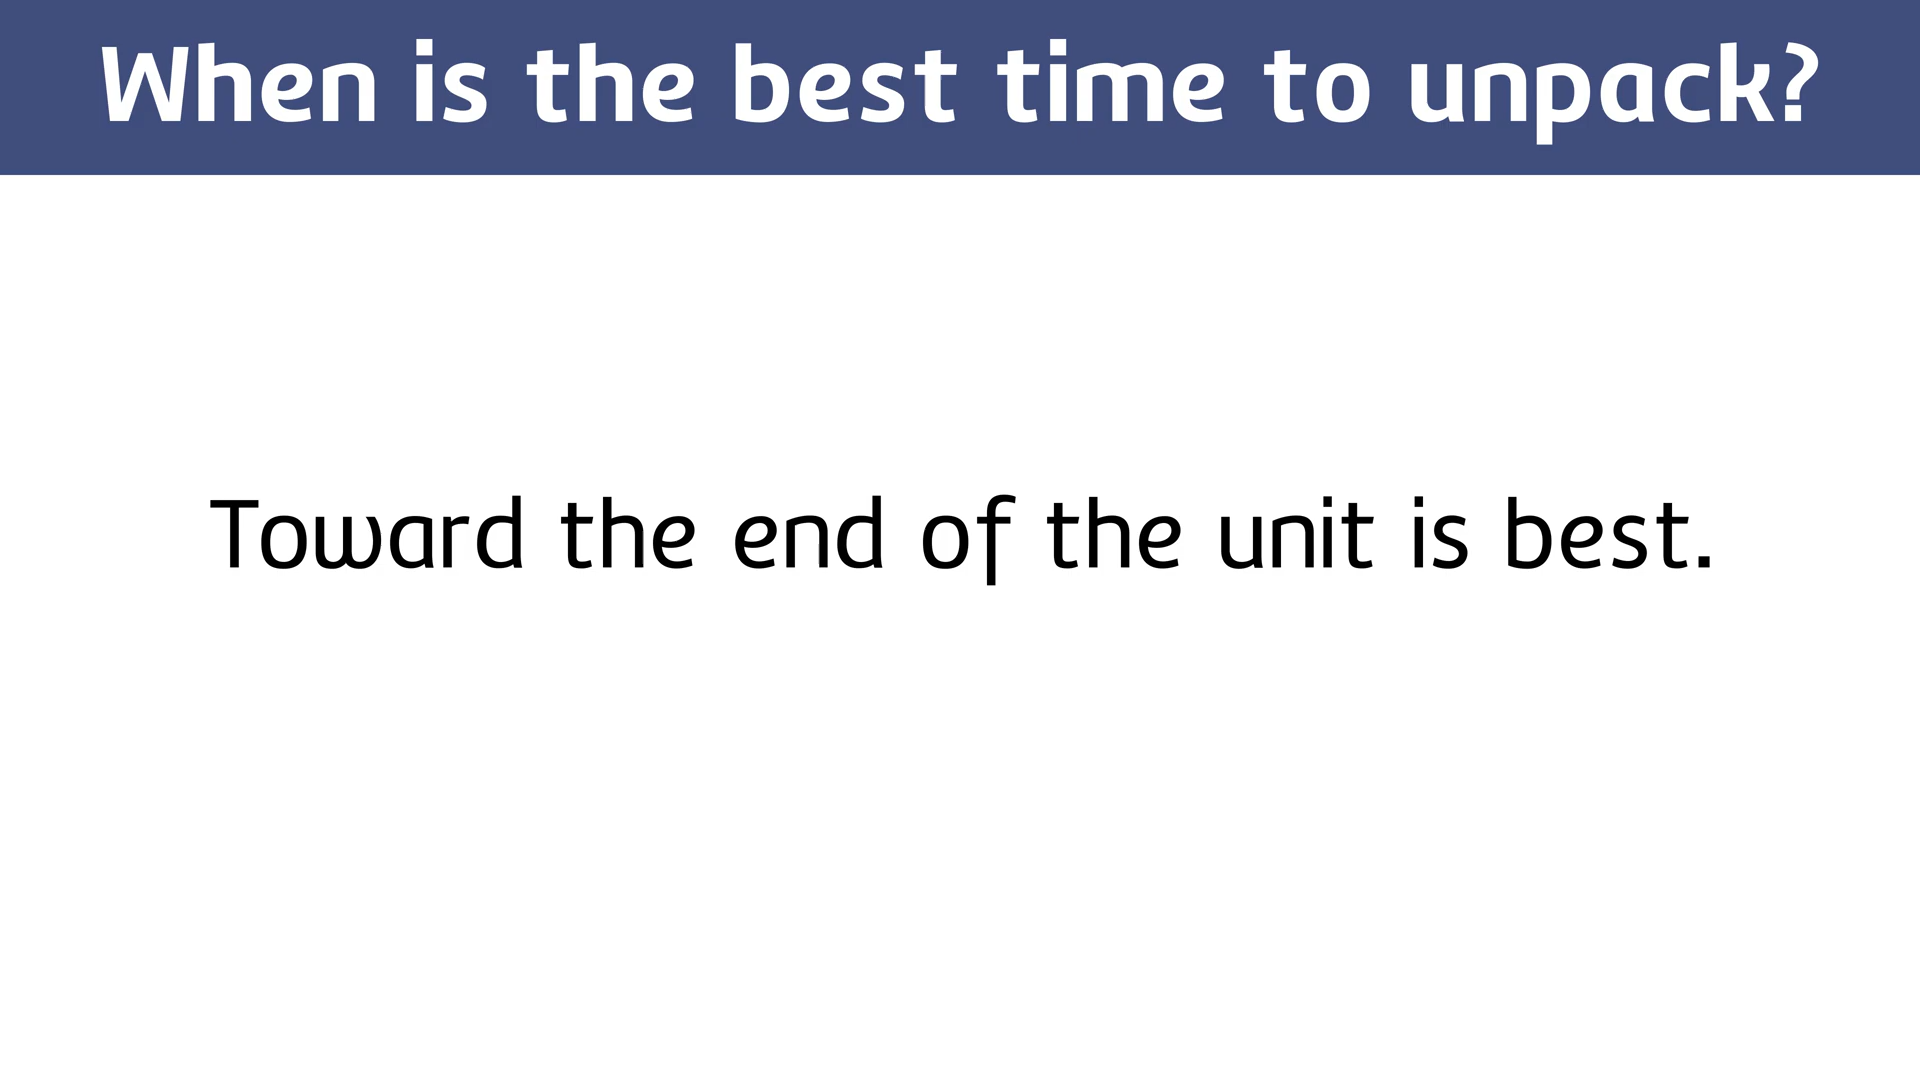 When is the best time to unpack?
Toward the end of the unit is best.